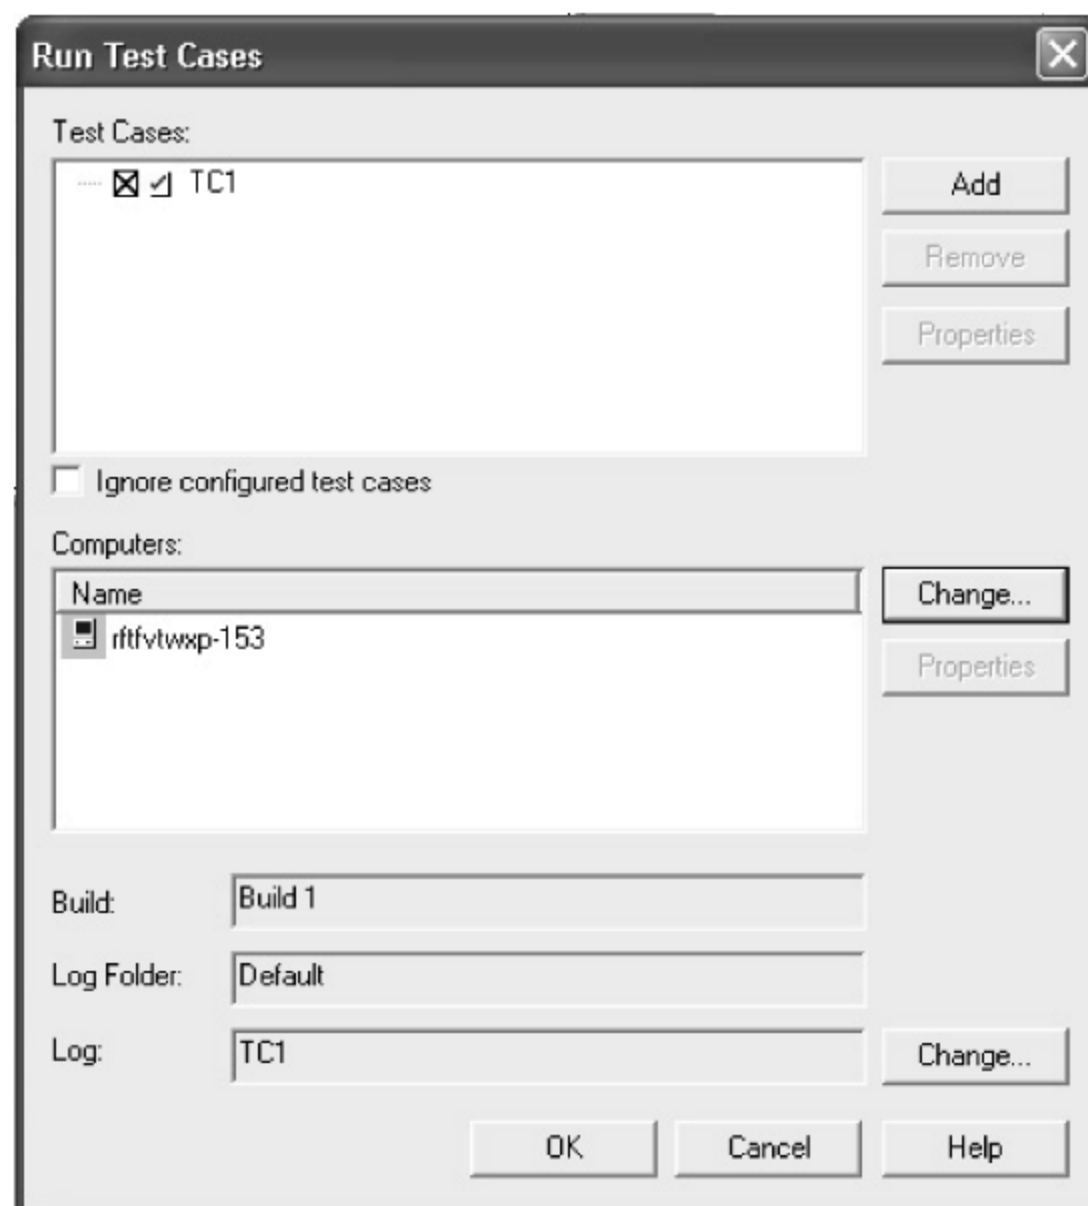 Run Test Cases
Test Cases:
TC1
Add
Remove
Properties
Ignore configured test cases
Computers:
Name
Change...
rftfvtwxp-153
Properties
Build:
Build 1
Log Folder:
Default
Log:
TC1
Change...
OK
Cancel
Help